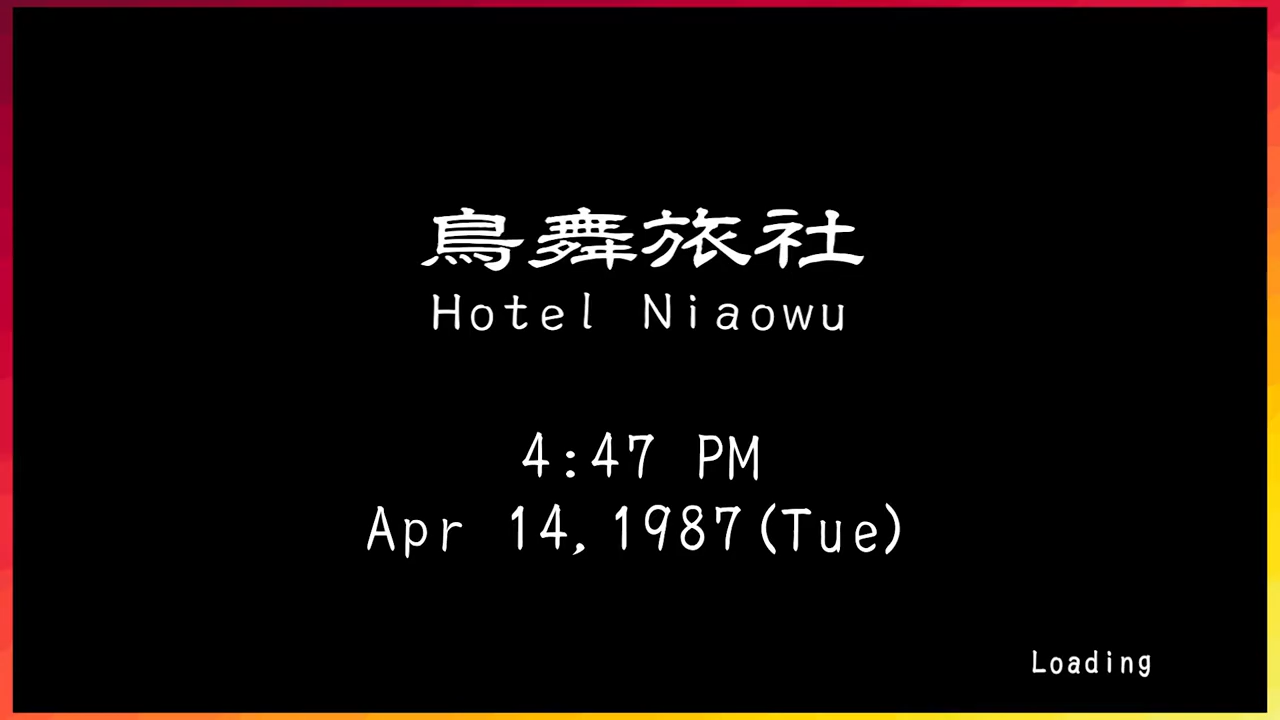 鳥舞旅社
Hotel Niaowu
4:47 PM
Apr 14,1987(Tue)
Loading